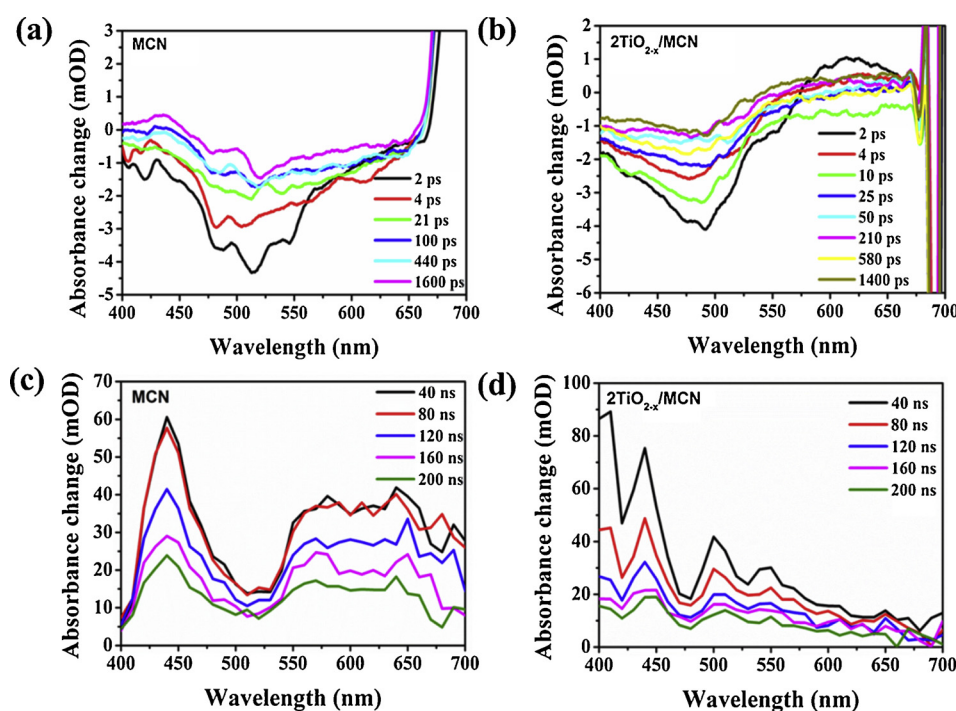 (a)
MCN
Absorbance change (mOD)
3
2
1
0
-1
-2
-3
-4
-5
2 ps
4 ps
21 ps
100 ps
440 ps
1600 ps
400 450 500 550 600 650 700
Wavelength (nm)
(b)
2TiO2-x/MCN
Absorbance change (mOD)
2
1
0
-1
-2
-3
-4
-5
-6
2 ps
4 ps
10 ps
25 ps
50 ps
210 ps
580 ps
1400 ps
400 450 500 550 600 650 700
Wavelength (nm)
(c)
MCN
Absorbance change (mOD)
70
60
50
40
30
20
10
0
40 ns
80 ns
120 ns
160 ns
200 ns
400 450 500 550 600 650 700
Wavelength (nm)
(d)
2TiO2-x/MCN
Absorbance change (mOD)
100
80
60
40
20
0
40 ns
80 ns
120 ns
160 ns
200 ns
400 450 500 550 600 650 700
Wavelength (nm)